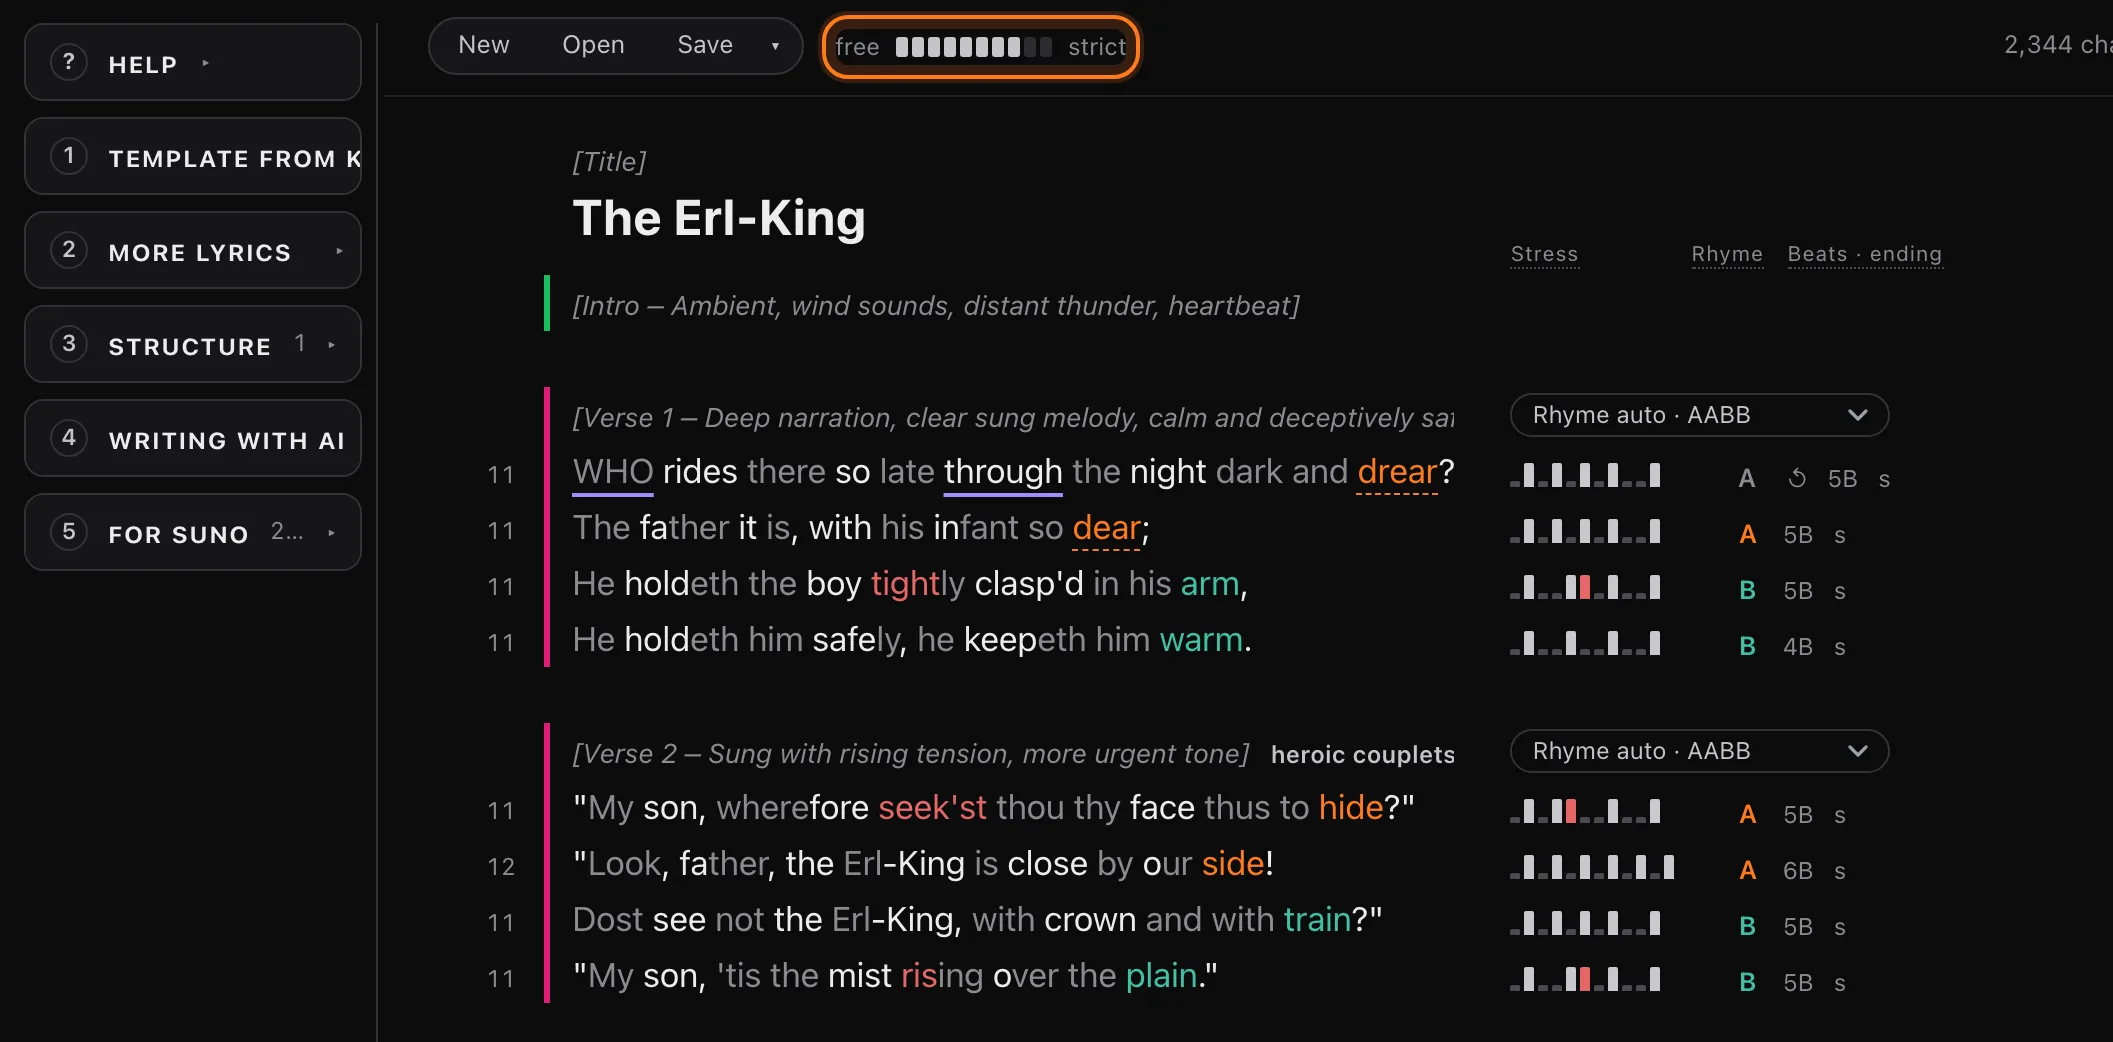 ? HELP ▸
1 TEMPLATE FROM K
2 MORE LYRICS ▸
3 STRUCTURE 1 ▸
4 WRITING WITH AI
5 FOR SUNO 2... ▸
New Open Save ▾ free strict
2,344 cha
[Title]
The Erl-King
Stress Rhyme Beats · ending
[Intro – Ambient, wind sounds, distant thunder, heartbeat]
[Verse 1 – Deep narration, clear sung melody, calm and deceptively saf
Rhyme auto · AABB
11 WHO rides there so late through the night dark and drear? A 5B s
11 The father it is, with his infant so dear; A 5B s
11 He holdeth the boy tightly clasp'd in his arm, B 5B s
11 He holdeth him safely, he keepeth him warm. B 4B s
[Verse 2 – Sung with rising tension, more urgent tone] heroic couplets
Rhyme auto · AABB
11 "My son, wherefore seek'st thou thy face thus to hide?" A 5B s
12 "Look, father, the Erl-King is close by our side! A 6B s
11 Dost see not the Erl-King, with crown and with train?" B 5B s
11 "My son, 'tis the mist rising over the plain." B 5B s